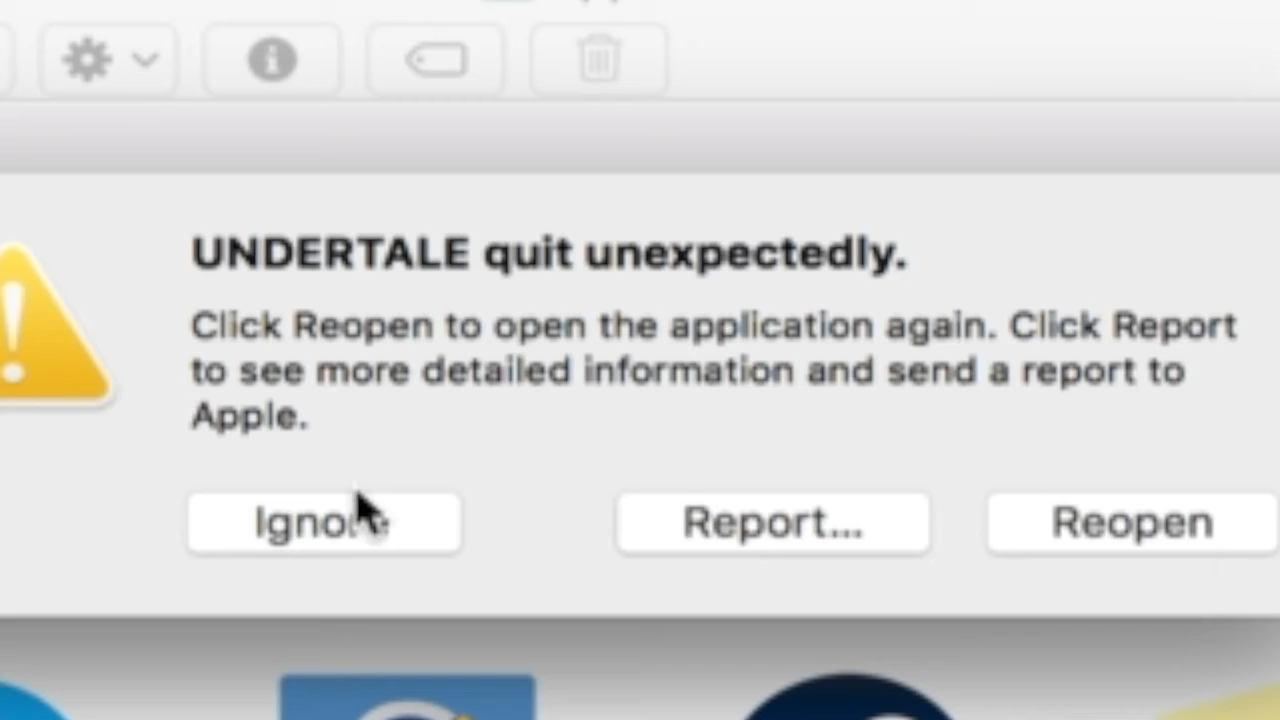 UNDERTALE quit unexpectedly.
Click Reopen to open the application again. Click Report
to see more detailed information and send a report to
Apple.
Ignore Report... Reopen